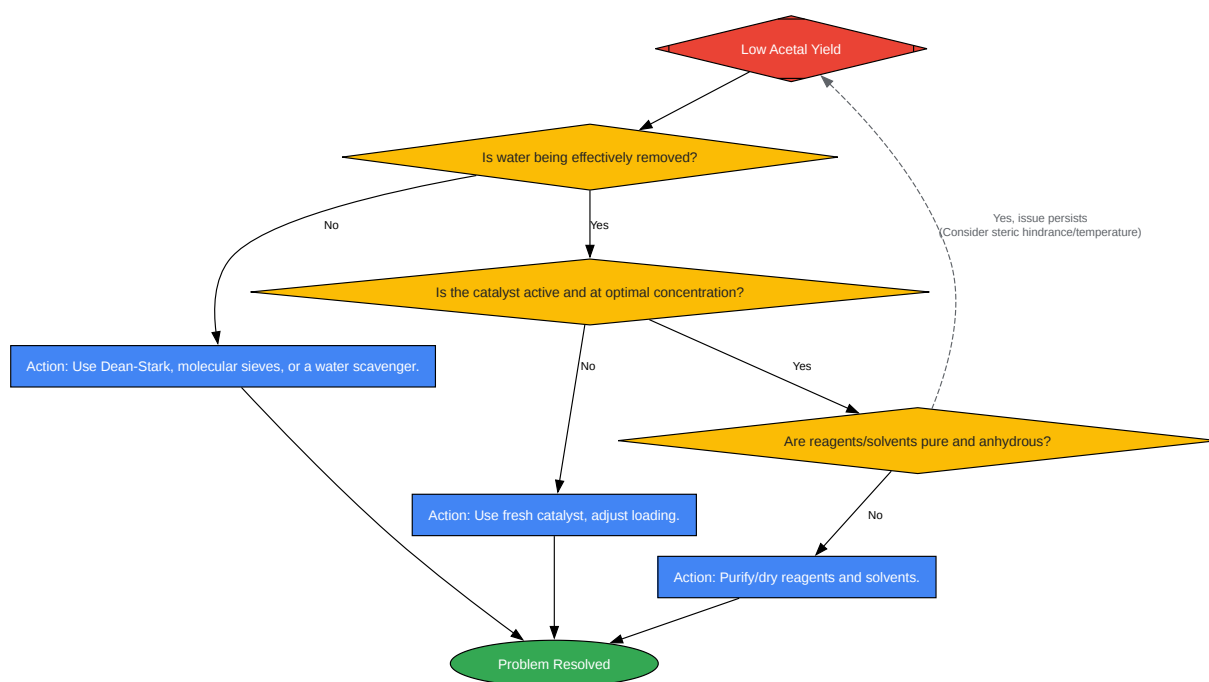 Low Acetal Yield
Is water being effectively removed?
Yes, issue persists
(Consider steric hindrance/temperature)
No
Yes
Is the catalyst active and at optimal concentration?
Action: Use Dean-Stark, molecular sieves, or a water scavenger.
No
Yes
Are reagents/solvents pure and anhydrous?
Action: Use fresh catalyst, adjust loading.
No
Action: Purify/dry reagents and solvents.
Problem Resolved